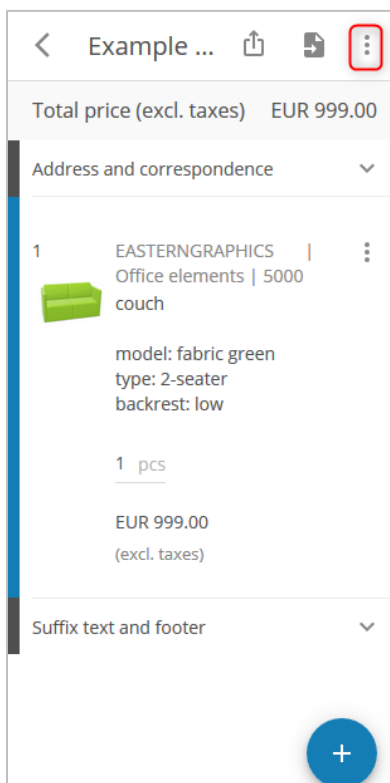 Example ...
Total price (excl. taxes) EUR 999.00
Address and correspondence
1 EASTERNGRAPHICS |
Office elements | 5000
couch
model: fabric green
type: 2-seater
backrest: low
1 pcs
EUR 999.00
(excl. taxes)
Suffix text and footer
+